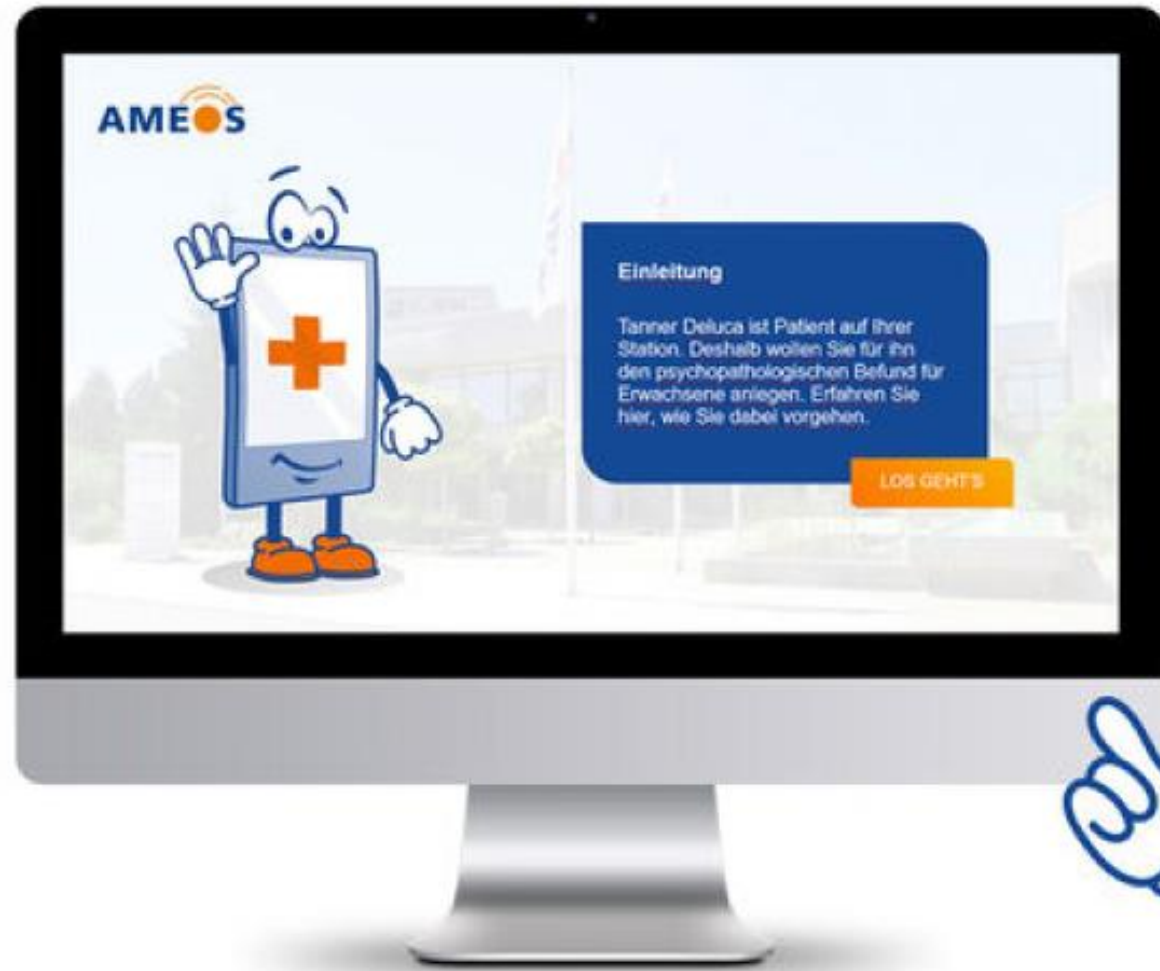 AMEOS
Einleitung
Tanner Deluca ist Patient auf Ihrer
Station. Deshalb wollen Sie für ihn
den psychopathologischen Befund für
Erwachsene anlegen. Erfahren Sie
hier, wie Sie dabei vorgehen.
LOS GEHT'S